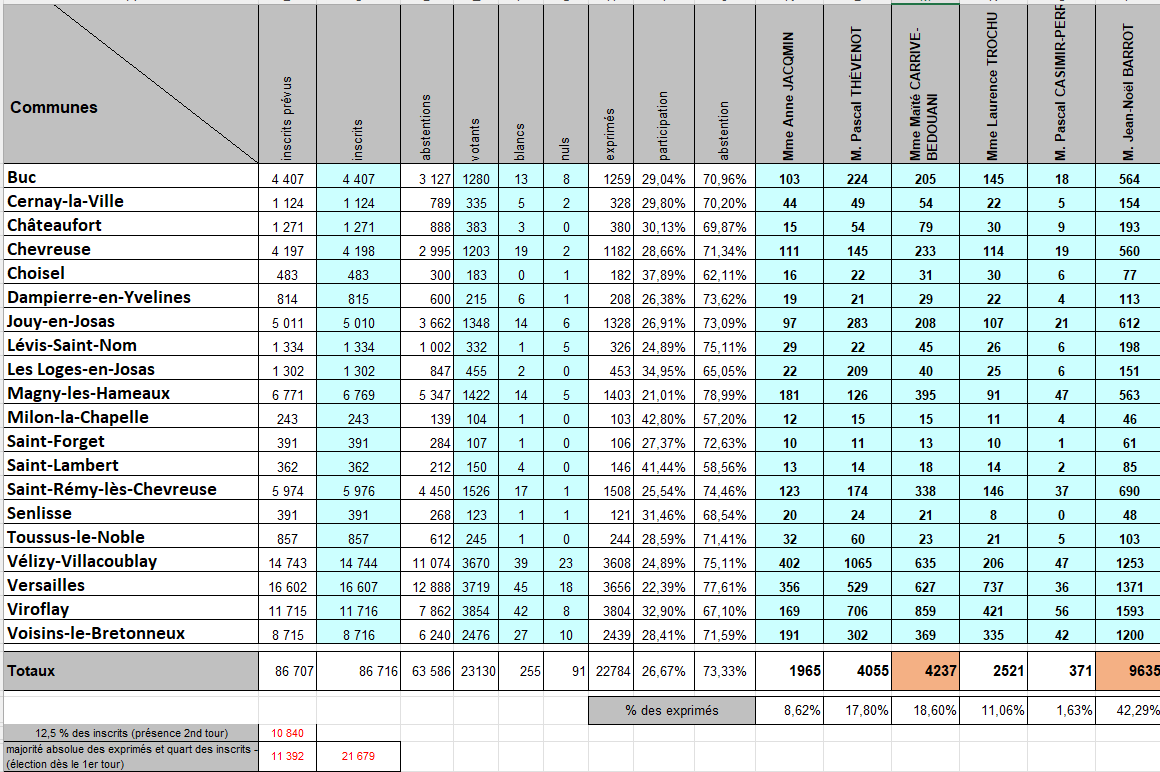 Communes inscrits prévus inscrits abstentions votants blancs nuls exprimés participation abstention Mme Anne JACQMIN M. Pascal THÉVENOT Mme Maïté CARRIVE-BEDOUANI Mme Laurence TROCHU M. Pascal CASIMIR-PERR M. Jean-Noël BARROT
Buc 4 407 4 407 3 127 1280 13 8 1259 29,04% 70,96% 103 224 205 145 18 564
Cernay-la-Ville 1 124 1 124 789 335 5 2 328 29,80% 70,20% 44 49 54 22 5 154
Châteaufort 1 271 1 271 888 383 3 0 380 30,13% 69,87% 15 54 79 30 9 193
Chevreuse 4 197 4 198 2 995 1203 19 2 1182 28,66% 71,34% 111 145 233 114 19 560
Choisel 483 483 300 183 0 1 182 37,89% 62,11% 16 22 31 30 6 77
Dampierre-en-Yvelines 814 815 600 215 6 1 208 26,38% 73,62% 19 21 29 22 4 113
Jouy-en-Josas 5 011 5 010 3 662 1348 14 6 1328 26,91% 73,09% 97 283 208 107 21 612
Lévis-Saint-Nom 1 334 1 334 1 002 332 1 5 326 24,89% 75,11% 29 22 45 26 6 198
Les Loges-en-Josas 1 302 1 302 847 455 2 0 453 34,95% 65,05% 22 209 40 25 6 151
Magny-les-Hameaux 6 771 6 769 5 347 1422 14 5 1403 21,01% 78,99% 181 126 395 91 47 563
Milon-la-Chapelle 243 243 139 104 1 0 103 42,80% 57,20% 12 15 15 11 4 46
Saint-Forget 391 391 284 107 1 0 106 27,37% 72,63% 10 11 13 10 1 61
Saint-Lambert 362 362 212 150 4 0 146 41,44% 58,56% 13 14 18 14 2 85
Saint-Rémy-lès-Chevreuse 5 974 5 976 4 450 1526 17 1 1508 25,54% 74,46% 123 174 338 146 37 690
Senlisse 391 391 268 123 1 1 121 31,46% 68,54% 20 24 21 8 0 48
Toussus-le-Noble 857 857 612 245 1 0 244 28,59% 71,41% 32 60 23 21 5 103
Vélizy-Villacoublay 14 743 14 744 11 074 3670 39 23 3608 24,89% 75,11% 402 1065 635 206 47 1253
Versailles 16 602 16 607 12 888 3719 45 18 3656 22,39% 77,61% 356 529 627 737 36 1371
Viroflay 11 715 11 716 7 862 3854 42 8 3804 32,90% 67,10% 169 706 859 421 56 1593
Voisins-le-Bretonneux 8 715 8 716 6 240 2476 27 10 2439 28,41% 71,59% 191 302 369 335 42 1200
Totaux 86 707 86 716 63 586 23130 255 91 22784 26,67% 73,33% 1965 4055 4237 2521 371 9635
% des exprimés 8,62% 17,80% 18,60% 11,06% 1,63% 42,29%
12,5 % des inscrits (présence 2nd tour) 10 840
majorité absolue des exprimés et quart des inscrits - 11 392 21 679
(élection dès le 1er tour)